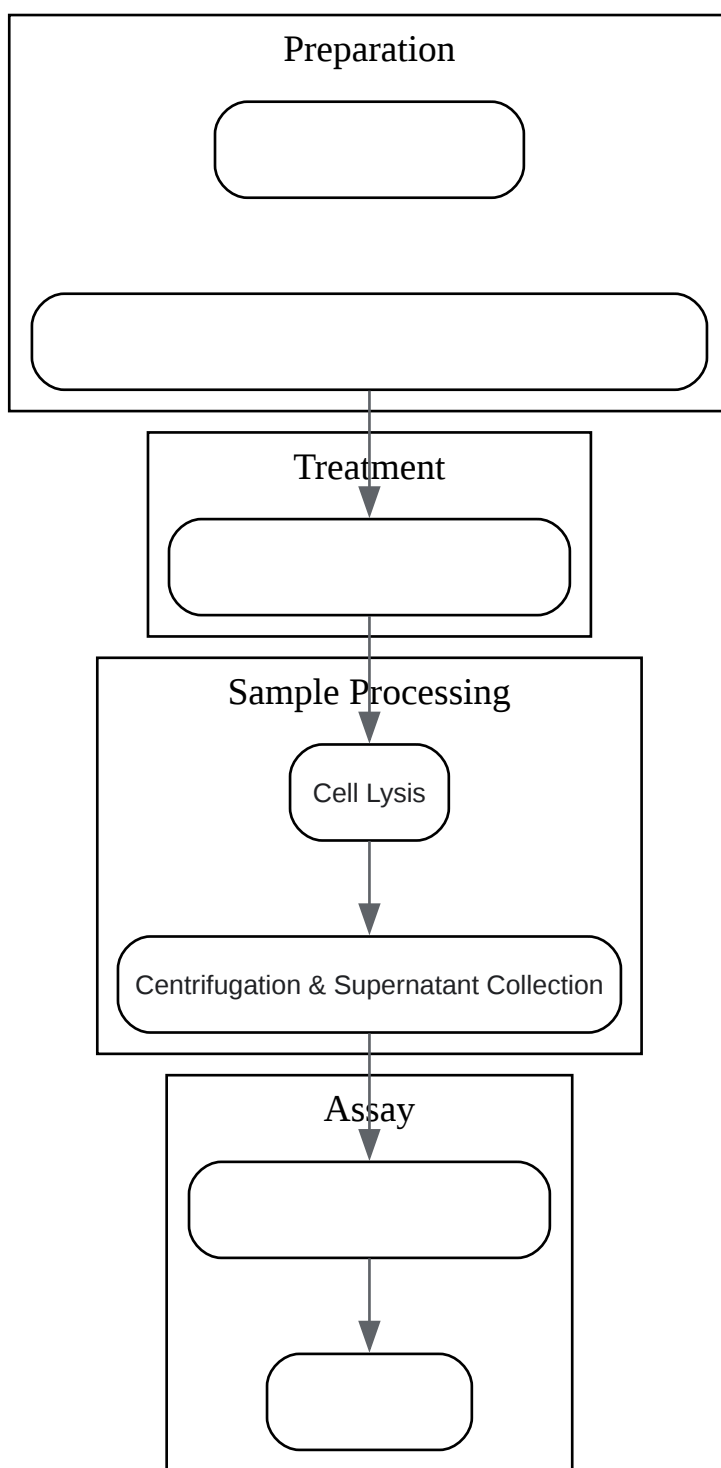 Preparation
Treatment
Sample Processing
Cell Lysis
Centrifugation & Supernatant Collection
Assay